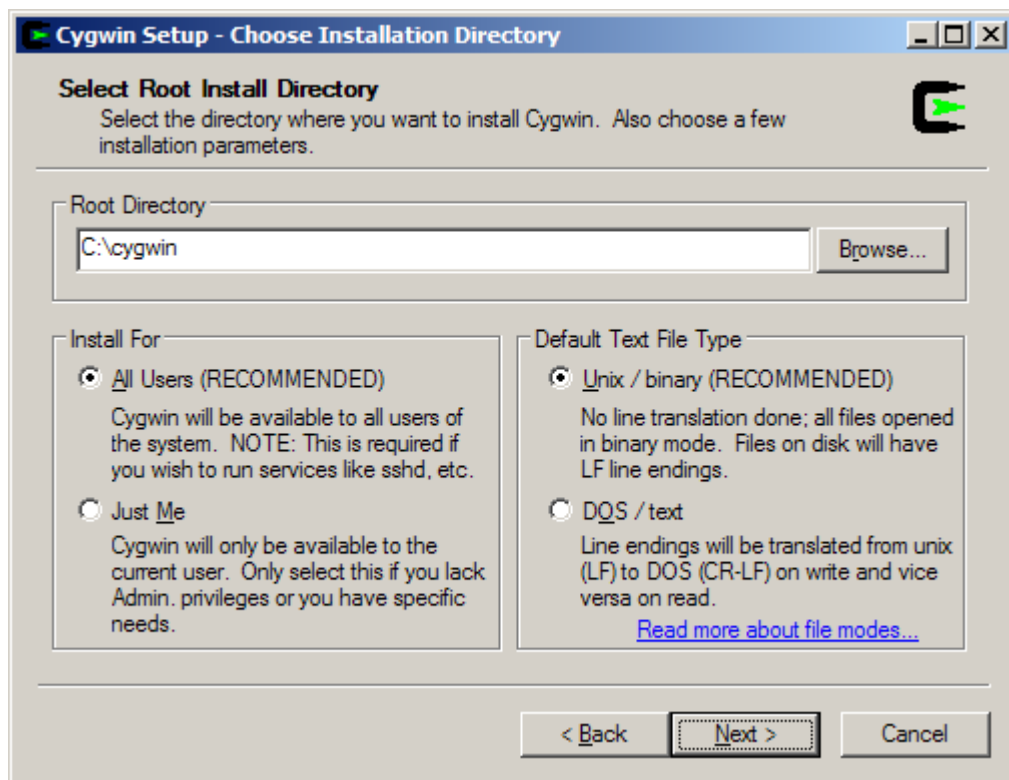 Cygwin Setup - Choose Installation Directory
Select Root Install Directory
Select the directory where you want to install Cygwin. Also choose a few
installation parameters.
Root Directory
C:\cygwin
Browse...
Install For
All Users (RECOMMENDED)
Cygwin will be available to all users of
the system. NOTE: This is required if
you wish to run services like sshd, etc.
Just Me
Cygwin will only be available to the
current user. Only select this if you lack
Admin. privileges or you have specific
needs.
Default Text File Type
Unix / binary (RECOMMENDED)
No line translation done; all files opened
in binary mode. Files on disk will have
LF line endings.
DOS / text
Line endings will be translated from unix
(LF) to DOS (CR-LF) on write and vice
versa on read.
Read more about file modes...
< Back
Next >
Cancel